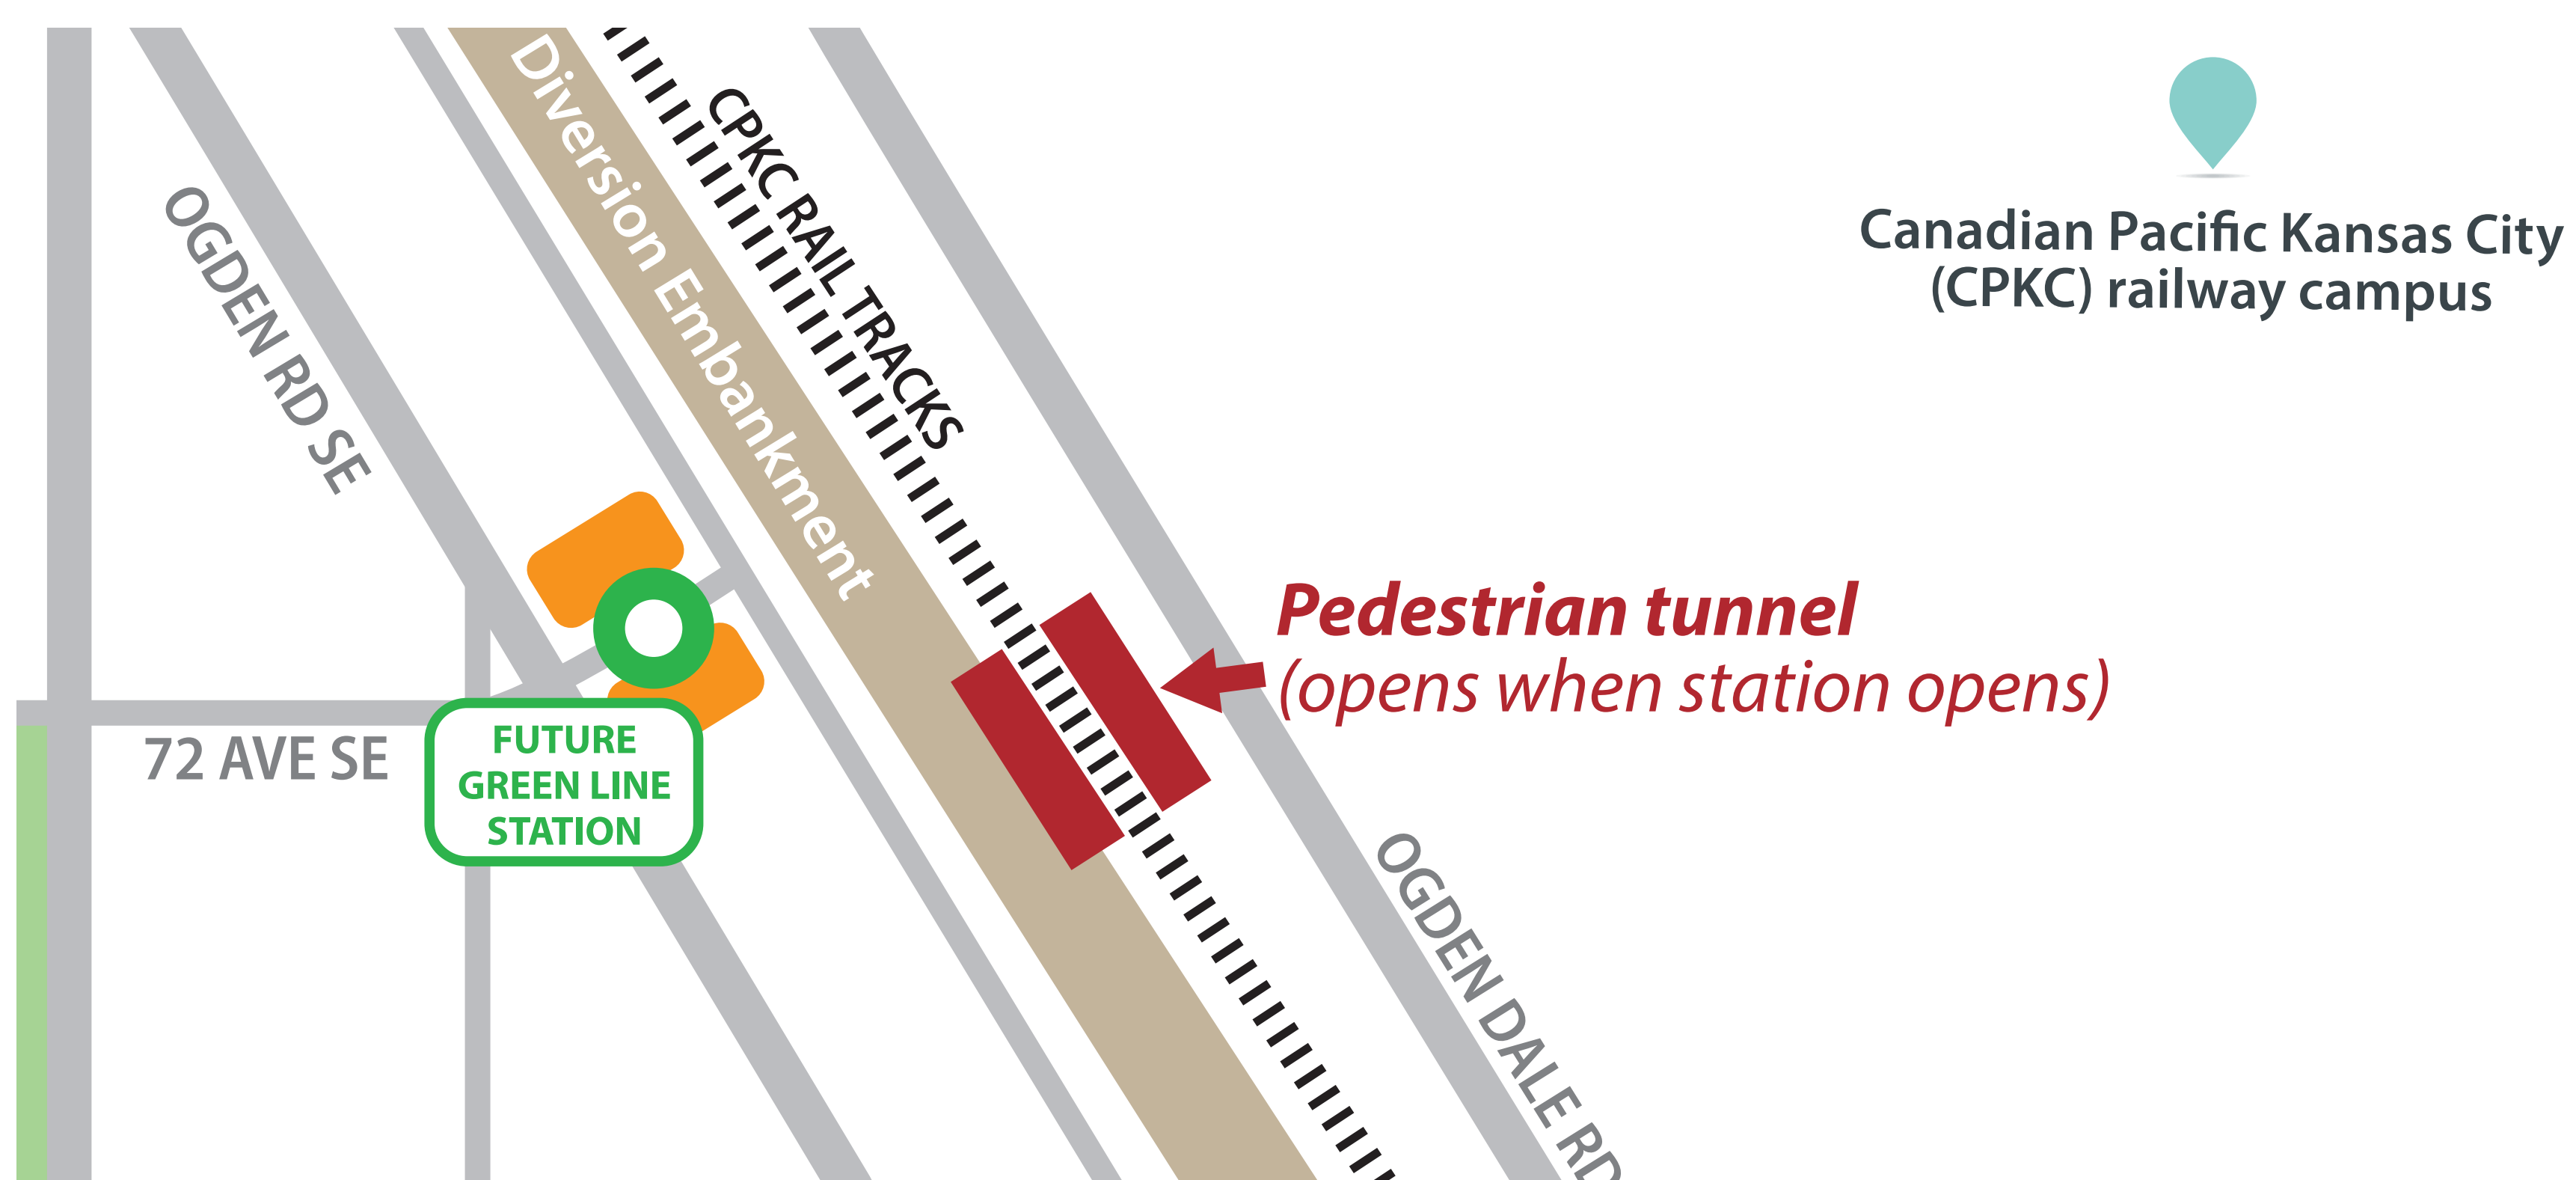 Diversion Embankment
CPKC RAIL TRACKS
OGDEN RD SE
Canadian Pacific Kansas City
(CPKC) railway campus
Pedestrian tunnel
(opens when station opens)
72 AVE SE
FUTURE
GREEN LINE
STATION
OGDEN DALE RD